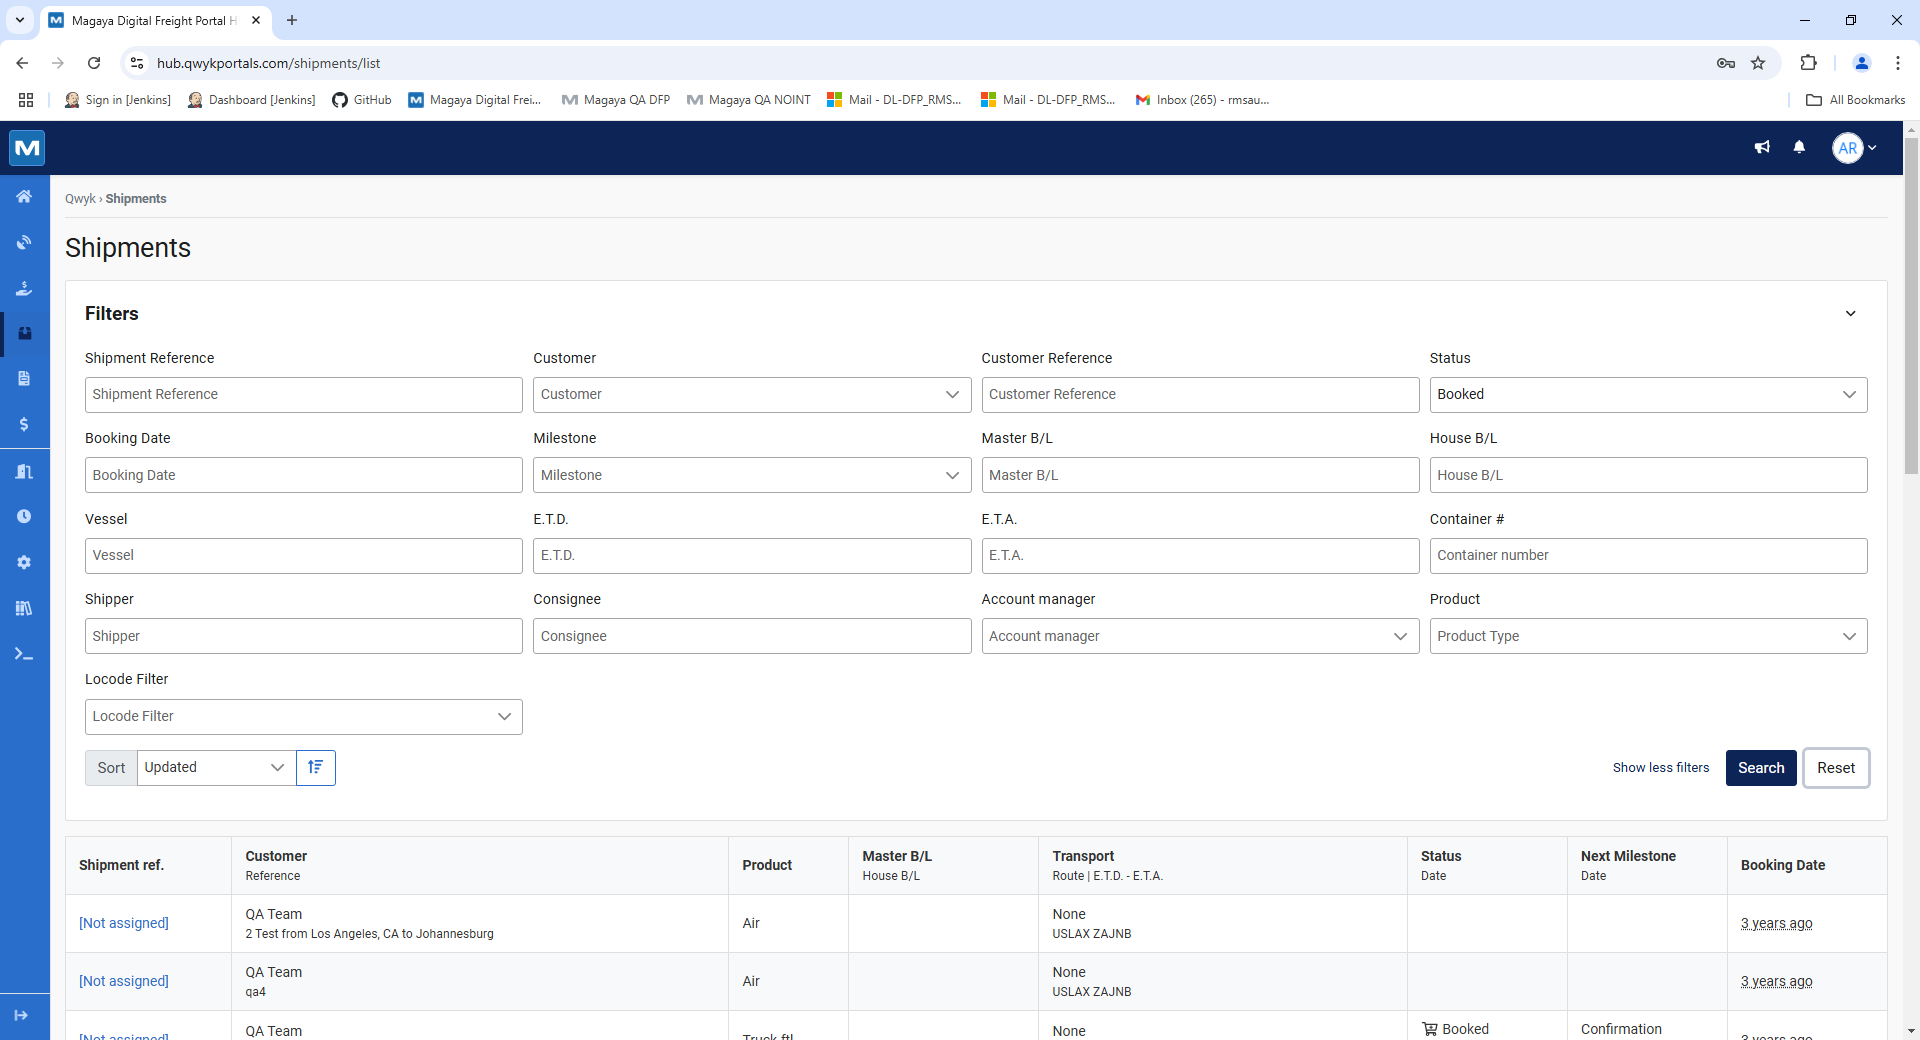 Magaya Digital Freight Portal H
hub.qwykportals.com/shipments/list
Sign in [Jenkins]
Dashboard [Jenkins]
GitHub
Magaya Digital Frei...
Magaya QA DFP
Magaya QA NOINT
Mail - DL-DFP_RMS...
Mail - DL-DFP_RMS...
Inbox (265) - rmsau...
All Bookmarks
AR
Qwyk › Shipments
Shipments
Filters
Shipment Reference
Customer
Customer Reference
Status
Shipment Reference
Customer
Customer Reference
Booked
Booking Date
Milestone
Master B/L
House B/L
Booking Date
Milestone
Master B/L
House B/L
Vessel
E.T.D.
E.T.A.
Container #
Vessel
E.T.D.
E.T.A.
Container number
Shipper
Consignee
Account manager
Product
Shipper
Consignee
Account manager
Product Type
Locode Filter
Locode Filter
Sort
Updated
Show less filters
Search
Reset
Shipment ref.
Customer
Reference
Product
Master B/L
House B/L
Transport
Route | E.T.D. - E.T.A.
Status
Date
Next Milestone
Date
Booking Date
[Not assigned]
QA Team
2 Test from Los Angeles, CA to Johannesburg
Air
None
USLAX ZAJNB
3 years ago
[Not assigned]
QA Team
qa4
Air
None
USLAX ZAJNB
3 years ago
[Not assigned]
QA Team
Truck ftl
None
Booked
Confirmation
3 years ago